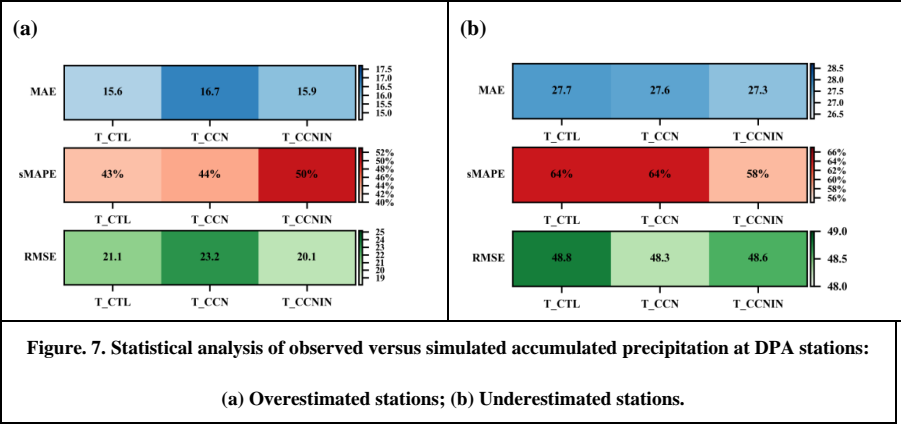 (a)
MAE
15.6 16.7 15.9
17.5
17.0
16.5
16.0
15.5
15.0
T_CTL T_CCN T_CCNIN
sMAPE
43% 44% 50%
52%
50%
48%
46%
44%
42%
40%
T_CTL T_CCN T_CCNIN
RMSE
21.1 23.2 20.1
25
24
23
22
21
20
19
T_CTL T_CCN T_CCNIN
(b)
MAE
27.7 27.6 27.3
28.5
28.0
27.5
27.0
26.5
T_CTL T_CCN T_CCNIN
sMAPE
64% 64% 58%
66%
64%
62%
60%
58%
56%
T_CTL T_CCN T_CCNIN
RMSE
48.8 48.3 48.6
49.0
48.5
48.0
T_CTL T_CCN T_CCNIN
Figure. 7. Statistical analysis of observed versus simulated accumulated precipitation at DPA stations:
(a) Overestimated stations; (b) Underestimated stations.